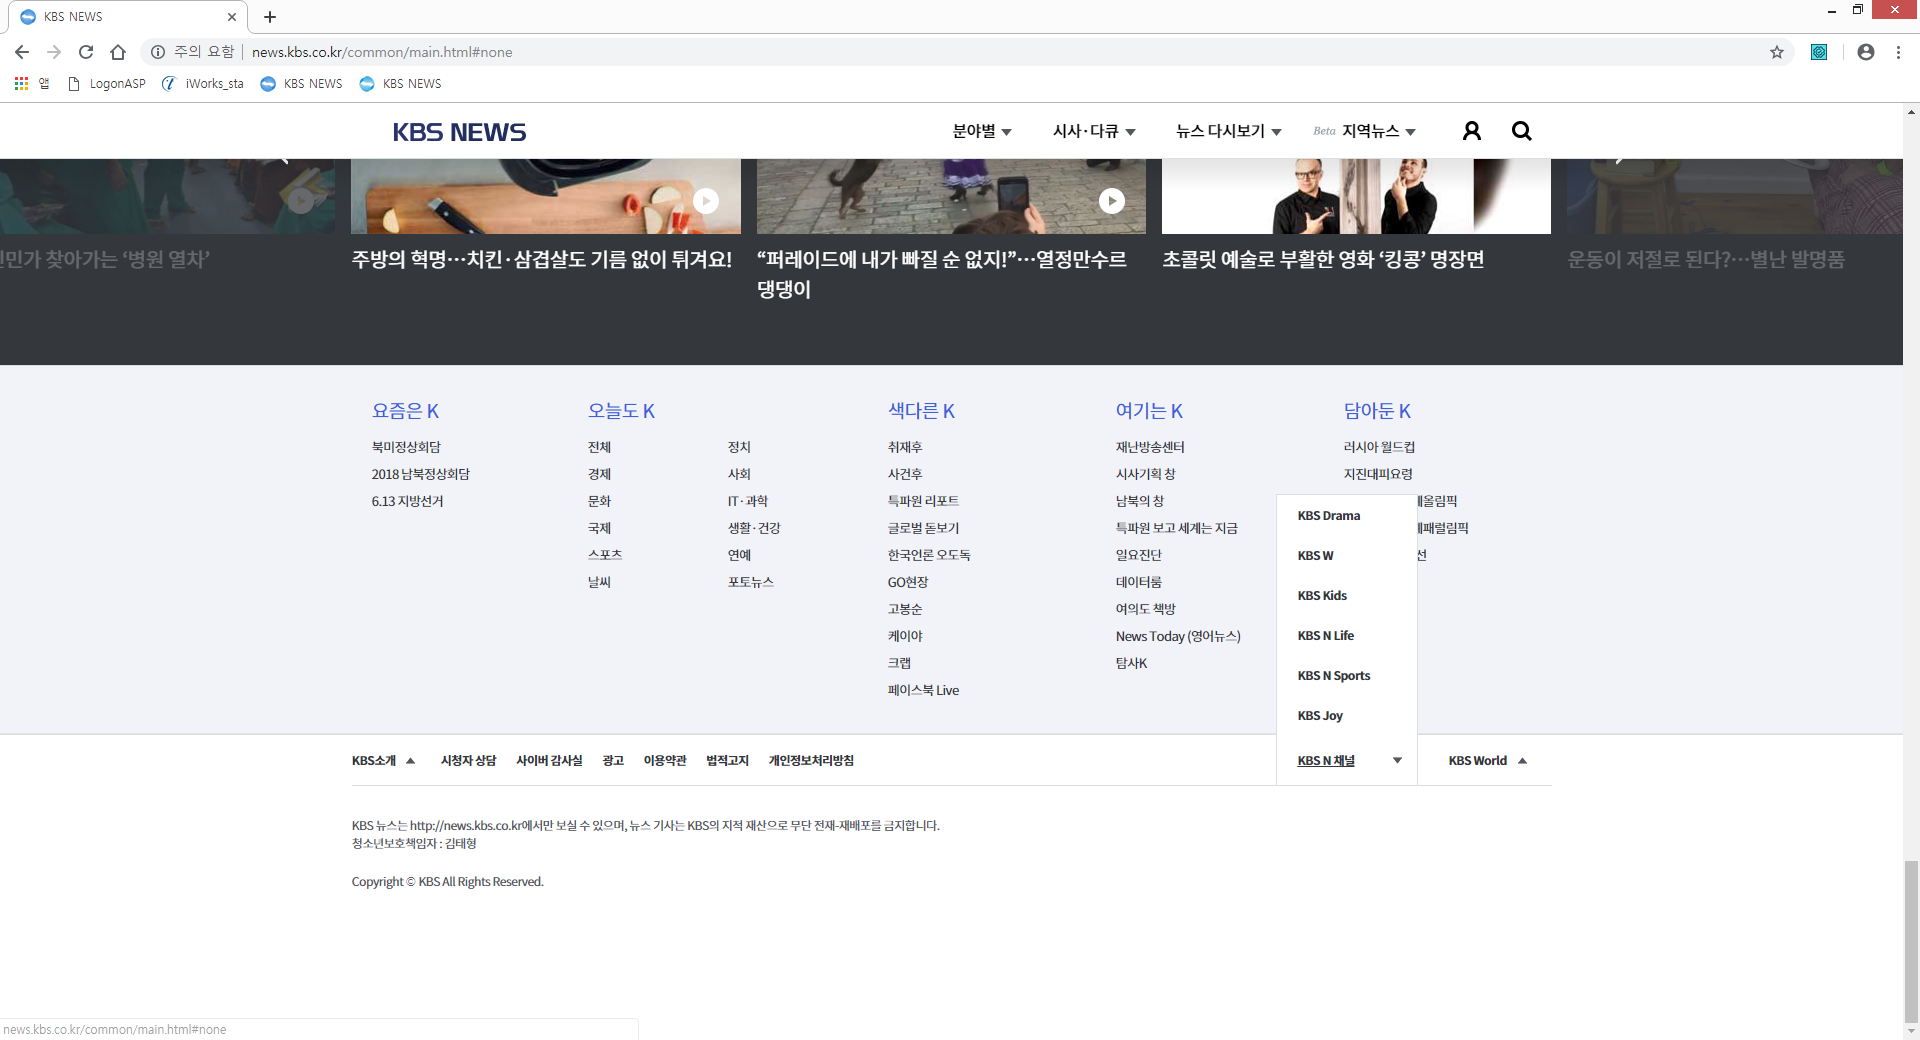 KBS NEWS
주의 요함
news.kbs.co.kr/common/main.html#none
앱
LogonASP
iWorks_sta
KBS NEWS
KBS NEWS
KBS NEWS
분야별
시사·다큐
뉴스 다시보기
Beta 지역뉴스
찾아가는 ‘병원 열차’
주방의 혁명…치킨·삼겹살도 기름 없이 튀겨요!
“퍼레이드에 내가 빠질 순 없지!”…열정만수르
댕댕이
초콜릿 예술로 부활한 영화 ‘킹콩’ 명장면
운동이 저절로 된다?…별난 발명품
요즘은 K
북미정상회담
2018 남북정상회담
6.13 지방선거
오늘도 K
전체
경제
문화
국제
스포츠
날씨
정치
사회
IT·과학
생활·건강
연예
포토뉴스
색다른 K
취재후
사건후
특파원 리포트
글로벌 돋보기
한국언론 오도독
GO현장
고봉순
케이야
크랩
페이스북 Live
여기는 K
재난방송센터
시사기획 창
남북의 창
특파원 보고 세계는 지금
일요진단
데이터룸
여의도 책방
News Today (영어뉴스)
탐사K
담아둔 K
러시아 월드컵
지진대피요령
올림픽
패럴림픽
선
KBS Drama
KBS W
KBS Kids
KBS N Life
KBS N Sports
KBS Joy
KBS N 채널
KBS World
KBS소개
시청자 상담
사이버 감사실
광고
이용약관
법적고지
개인정보처리방침
KBS 뉴스는 http://news.kbs.co.kr에서만 보실 수 있으며, 뉴스 기사는 KBS의 지적 재산으로 무단 전재-재배포를 금지합니다.
청소년보호책임자 : 김태형
Copyright © KBS All Rights Reserved.
news.kbs.co.kr/common/main.html#none